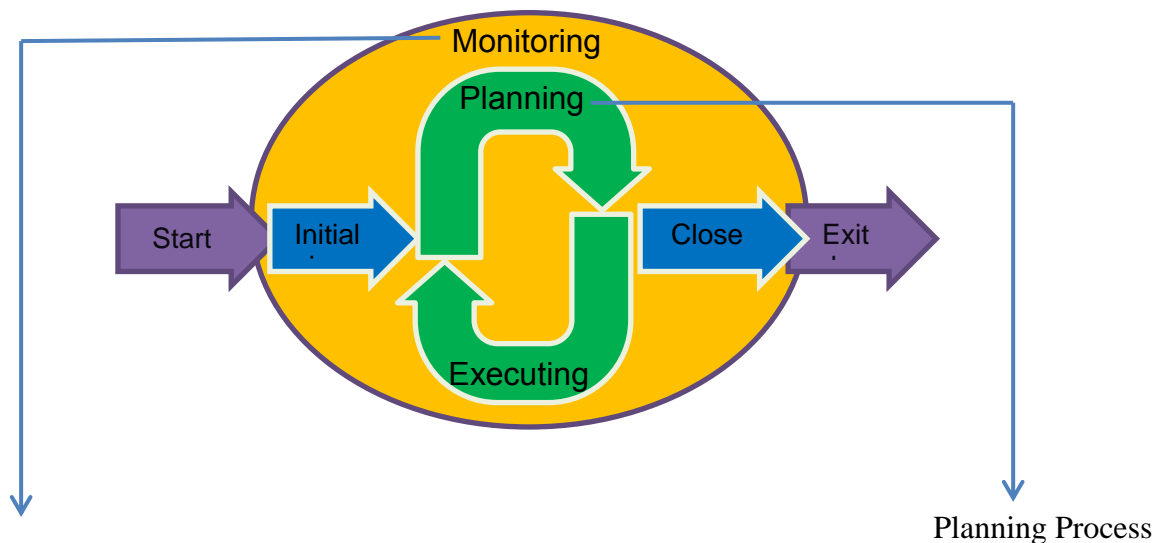 Monitoring
Planning
Start
Initial
Close
Exit
Executing
Planning Process